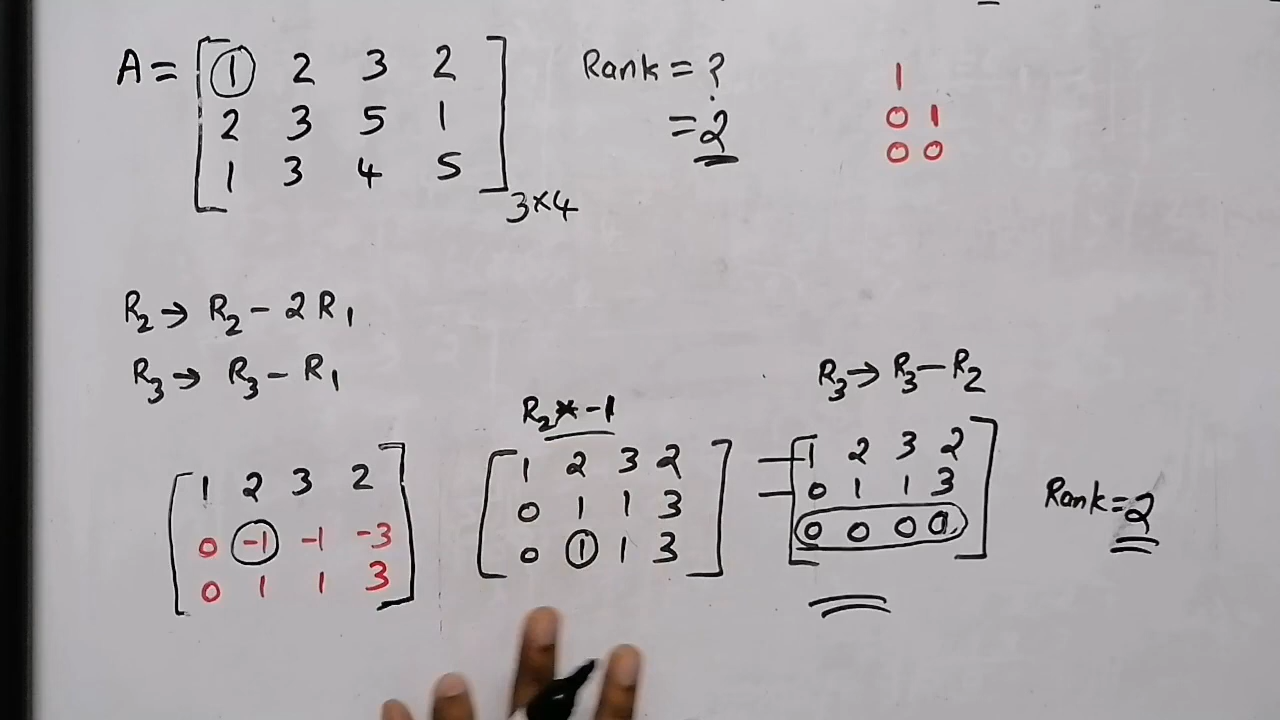 A = [ 1 2 3 2 ] Rank = ?
2 3 5 1 = 2
1 3 4 5
3×4
1
0 1
0 0
R₂ → R₂ - 2R₁
R₃ → R₃ - R₁
1 2 3 2
0 -1 -1 -3
0 1 1 3
R₂ * -1
1 2 3 2
0 1 1 3
0 1 1 3
R₃ → R₃ - R₂
1 2 3 2
0 1 1 3
0 0 0 0
Rank = 2